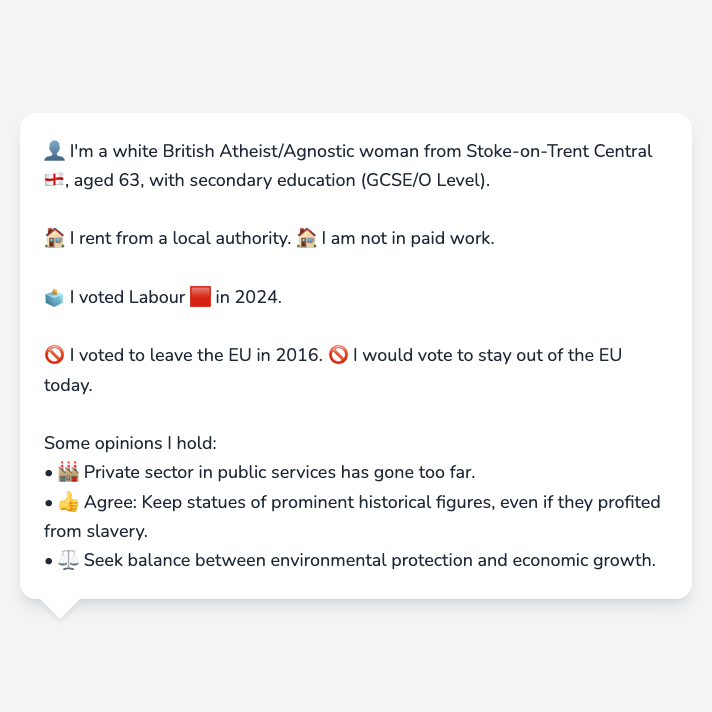 👤 I'm a white British Atheist/Agnostic woman from Stoke-on-Trent Central
🏴󠁧󠁢󠁥󠁮󠁧󠁿, aged 63, with secondary education (GCSE/O Level).
🏠 I rent from a local authority. 🏠 I am not in paid work.
🗳️ I voted Labour 🟥 in 2024.
🚫 I voted to leave the EU in 2016. 🚫 I would vote to stay out of the EU
today.
Some opinions I hold:
• 🏭 Private sector in public services has gone too far.
• 👍 Agree: Keep statues of prominent historical figures, even if they profited
from slavery.
• ⚖️ Seek balance between environmental protection and economic growth.